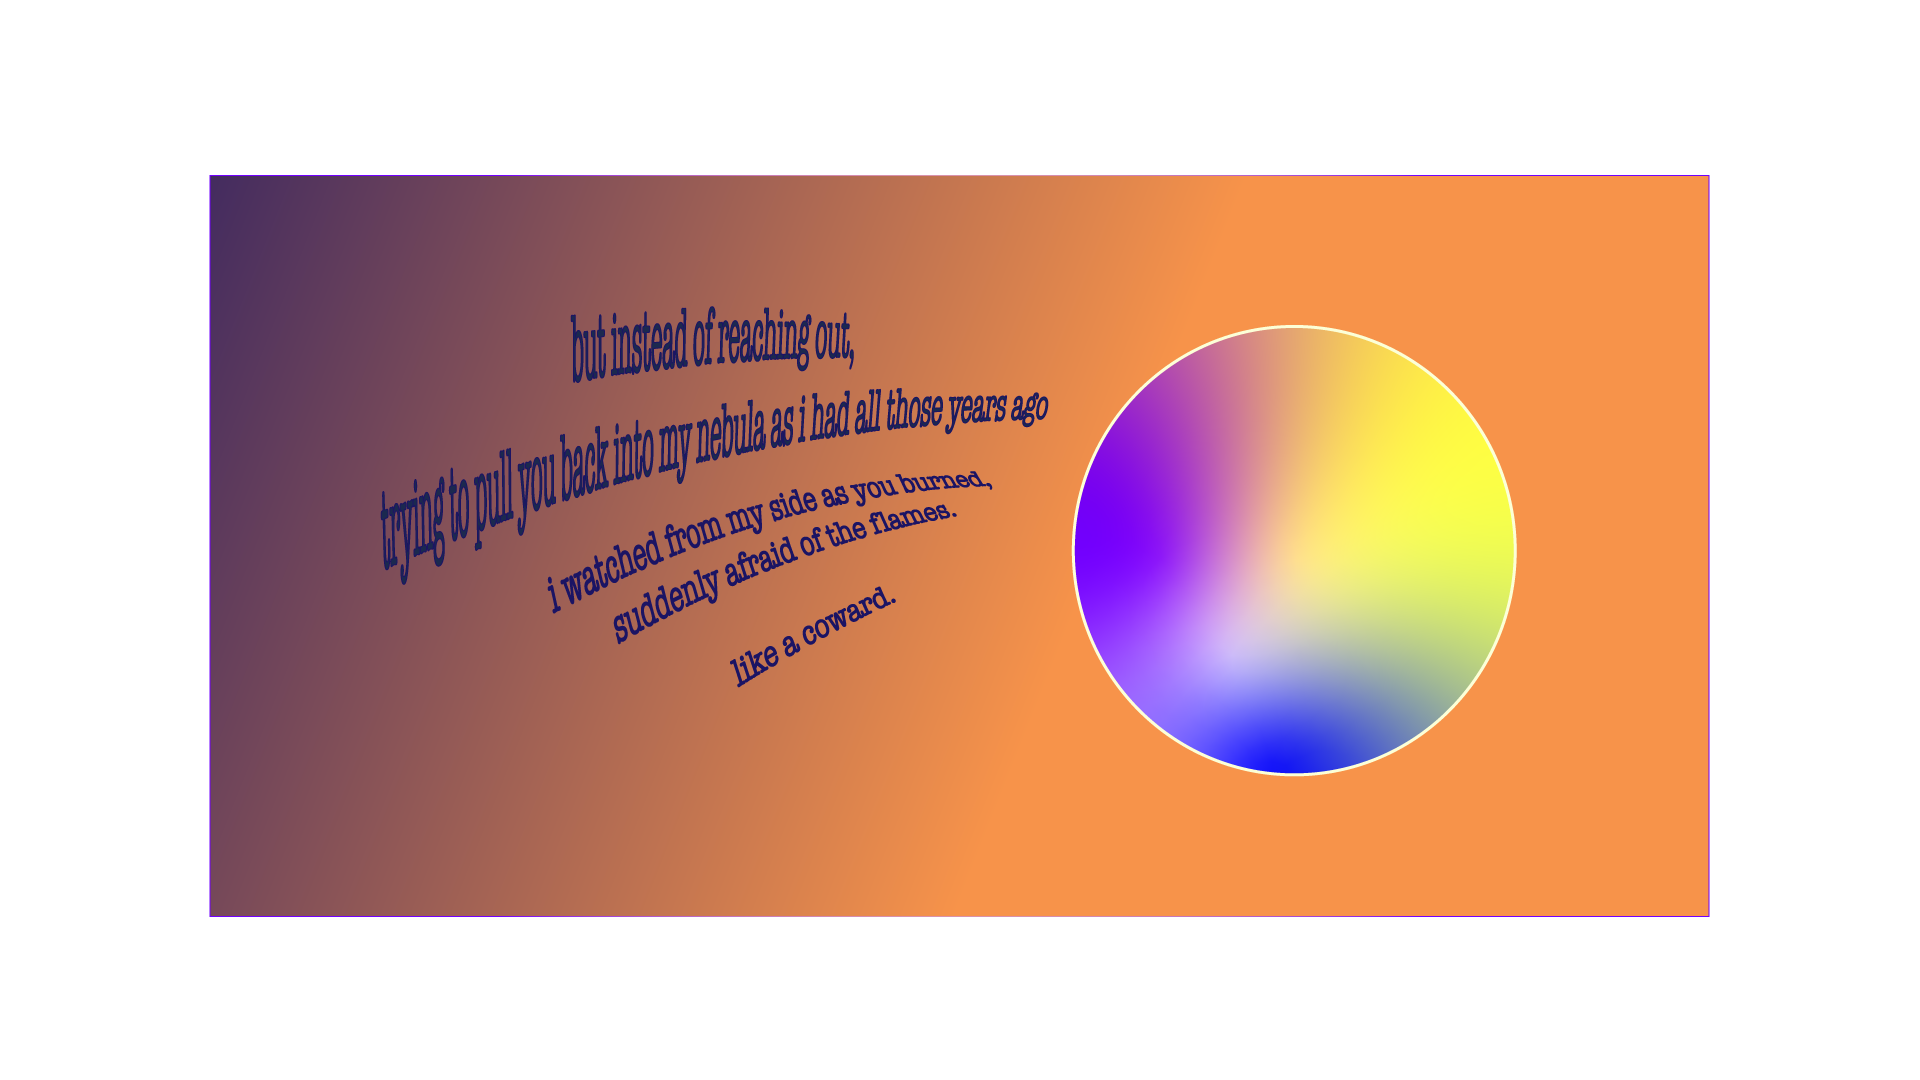 but instead of reaching out,
trying to pull you back into my nebula as i had all those years ago
i watched from my side as you burned,
suddenly afraid of the flames.
like a coward.